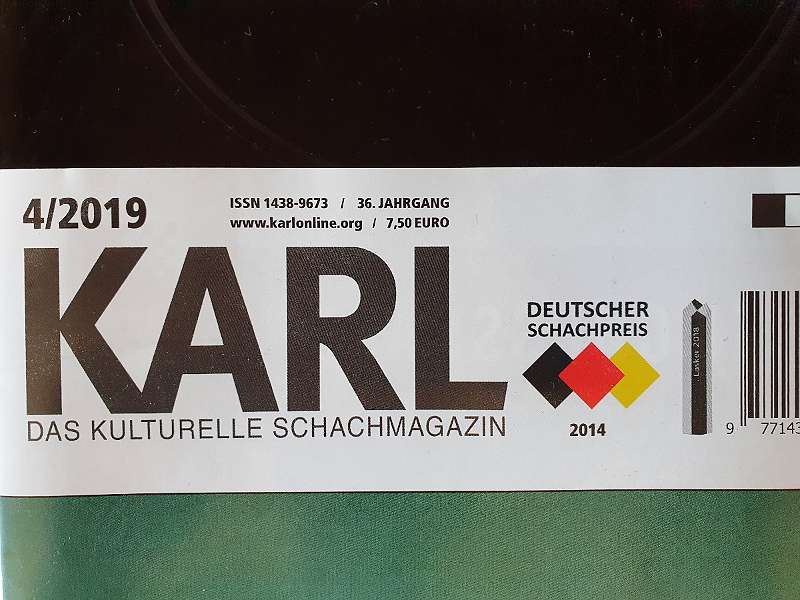 4/2019
ISSN 1438-9673 / 36. JAHRGANG
www.karlonline.org / 7,50 EURO
KARL
DAS KULTURELLE SCHACHMAGAZIN
DEUTSCHER
SCHACHPREIS
2014
Lasker 2018
9 77143